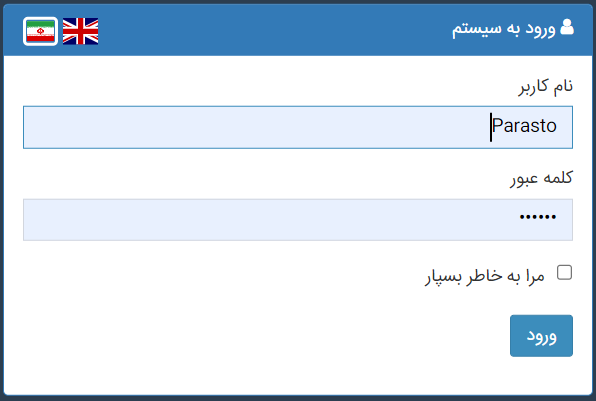 ورود به سیستم
نام کاربر
Parasto
کلمه عبور
••••••
مرا به خاطر بسپار
ورود